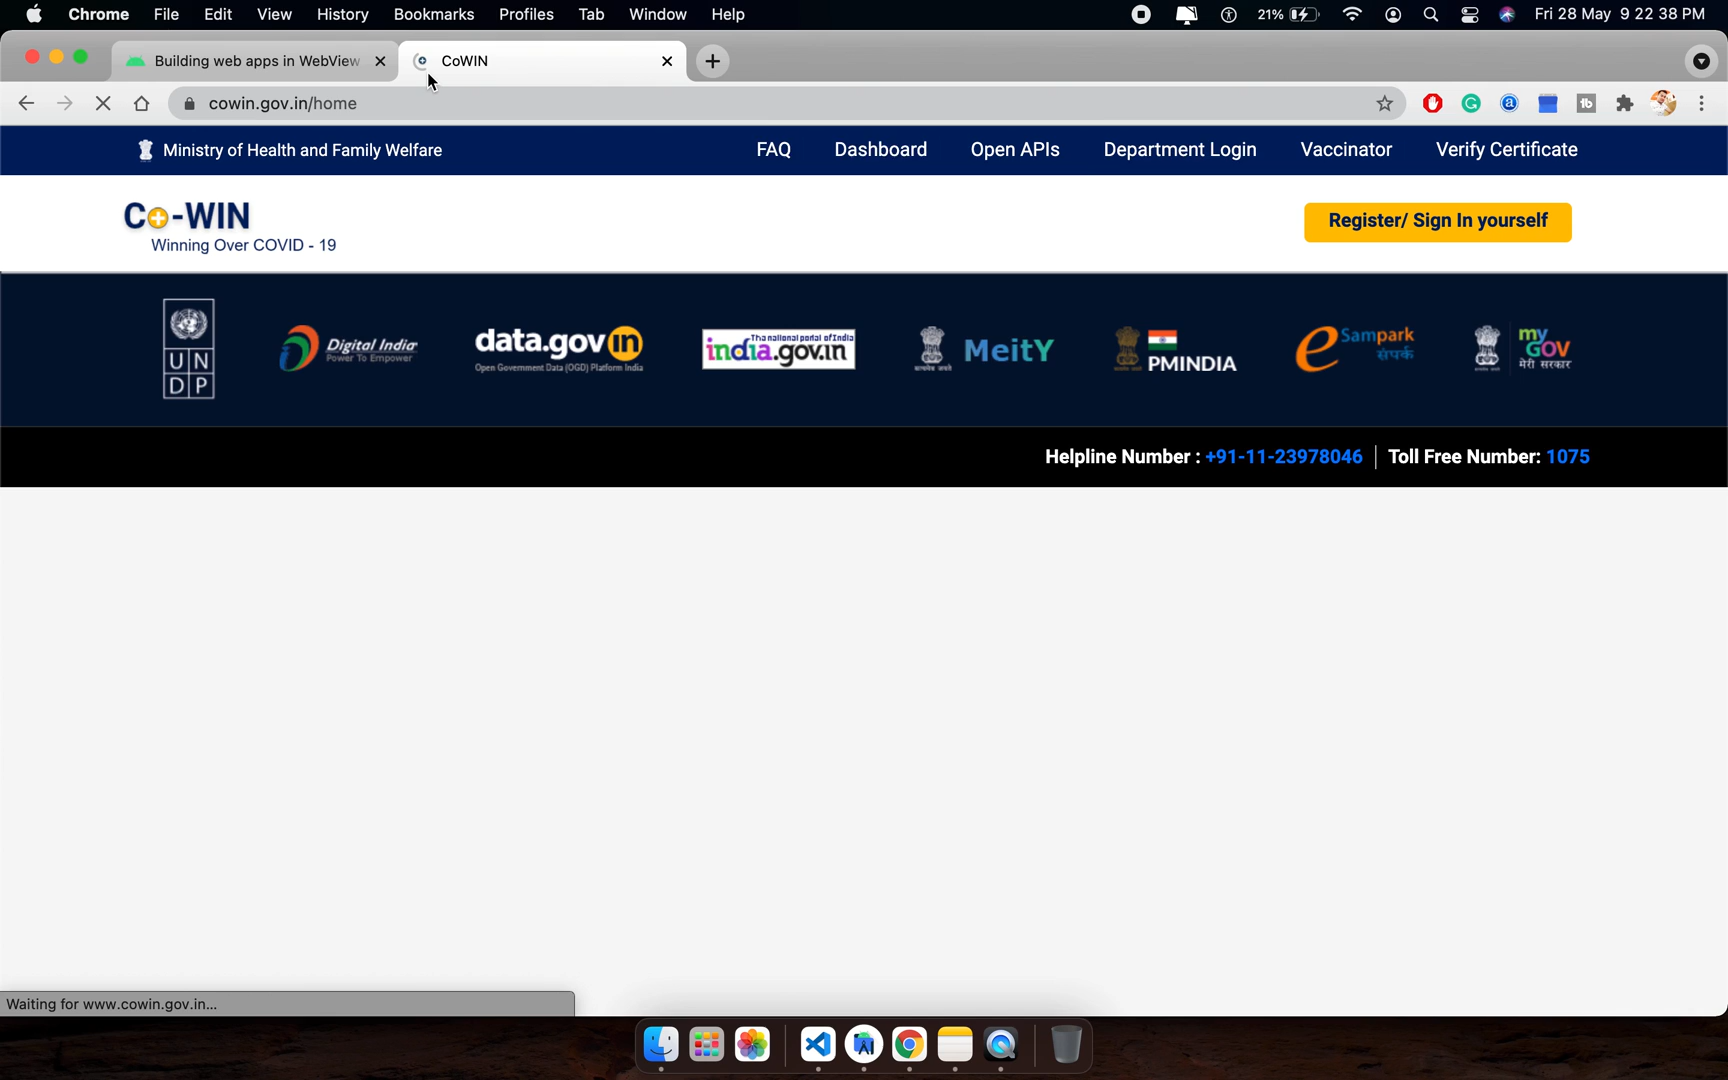 Chrome File Edit View History Bookmarks Profiles Tab Window Help 21% Fri 28 May 9 22 38 PM
Building web apps in WebView CoWIN
cowin.gov.in/home
Ministry of Health and Family Welfare FAQ Dashboard Open APIs Department Login Vaccinator Verify Certificate
Co-WIN
Winning Over COVID - 19
Register/ Sign In yourself
UN
DP
Digital India
Power To Empower
data.gov in
Open Government Data (OGD) Platform India
The national portal of India
india.gov.in
सत्यमेव जयते
MeitY
PMINDIA
e Sampark
संपर्क
my
GOV
मेरी सरकार
Helpline Number : +91-11-23978046 Toll Free Number: 1075
Waiting for www.cowin.gov.in...